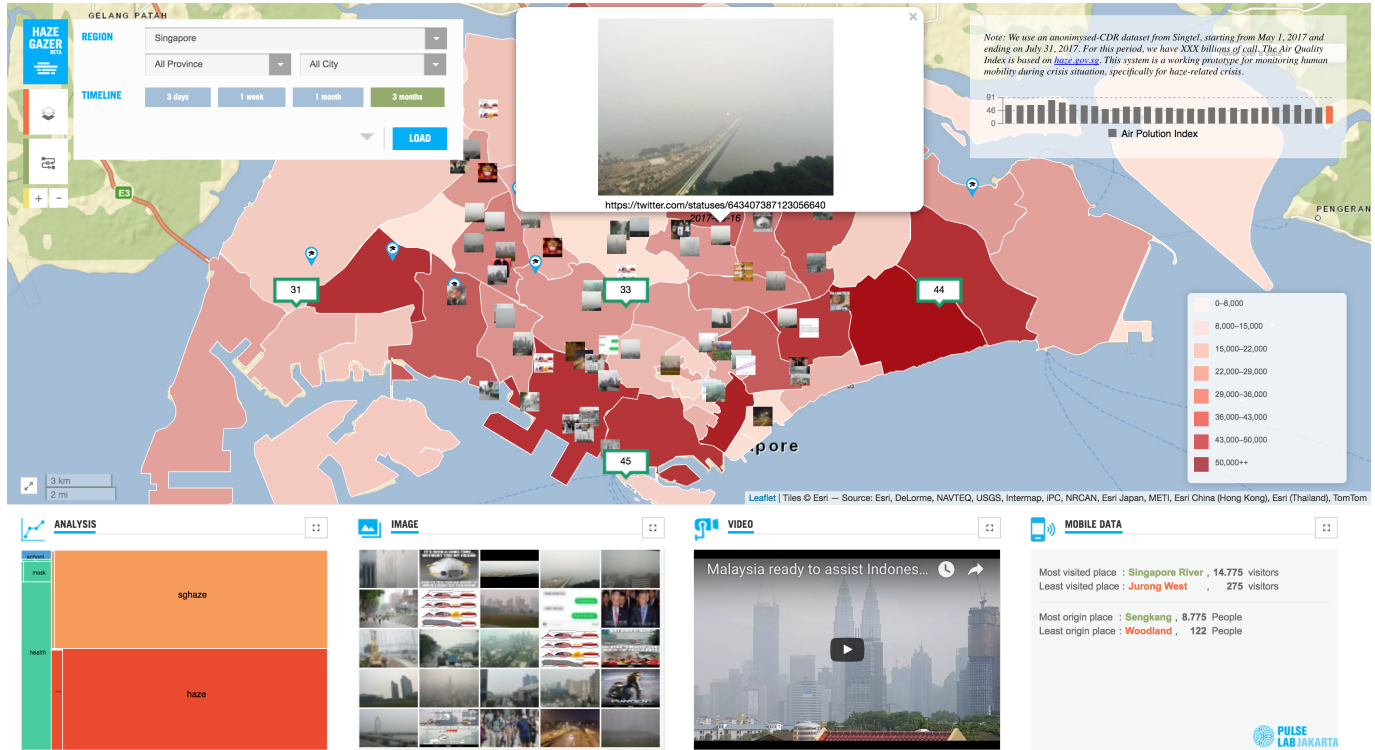 GELANG PATAH
HAZE
GAZER
BETA
REGION
Singapore
All Province
All City
TIMELINE
3 days
1 week
1 month
3 months
LOAD
+
−
E3
×
https://twitter.com/statuses/643407387123056640
Note: We use an anonimysed-CDR dataset from Singtel, starting from May 1, 2017 and
ending on July 31, 2017. For this period, we have XXX billions of call. The Air Quality
Index is based on haze.gov.sg. This system is a working prototype for monitoring human
mobility during crisis situation, specifically for haze-related crisis.
91
46
0
Air Polution Index
PENGERAN
31
33
44
45
pore
0–8,000
8,000–15,000
15,000–22,000
22,000–29,000
29,000–36,000
36,000–43,000
43,000–50,000
50,000++
3 km
2 mi
Leaflet | Tiles © Esri — Source: Esri, DeLorme, NAVTEQ, USGS, Intermap, iPC, NRCAN, Esri Japan, METI, Esri China (Hong Kong), Esri (Thailand), TomTom
ANALYSIS
IMAGE
VIDEO
MOBILE DATA
school
mask
health
sghaze
haze
Malaysia ready to assist Indones...
Most visited place : Singapore River , 14.775 visitors
Least visited place : Jurong West , 275 visitors
Most origin place : Sengkang , 8.775 People
Least origin place : Woodland , 122 People
PULSE
LAB JAKARTA